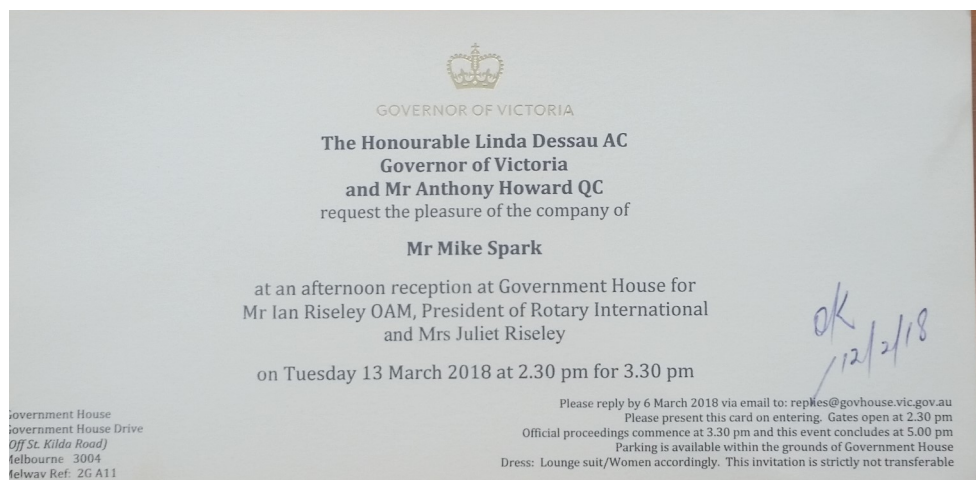 GOVERNOR OF VICTORIA
The Honourable Linda Dessau AC
Governor of Victoria
and Mr Anthony Howard QC
request the pleasure of the company of
Mr Mike Spark
at an afternoon reception at Government House for
Mr Ian Riseley OAM, President of Rotary International
and Mrs Juliet Riseley
on Tuesday 13 March 2018 at 2.30 pm for 3.30 pm
OK
12/2/18
Government House
Government House Drive
(Off St. Kilda Road)
Melbourne 3004
Melway Ref: 2G A11
Please reply by 6 March 2018 via email to: replies@govhouse.vic.gov.au
Please present this card on entering. Gates open at 2.30 pm
Official proceedings commence at 3.30 pm and this event concludes at 5.00 pm
Parking is available within the grounds of Government House
Dress: Lounge suit/Women accordingly. This invitation is strictly not transferable